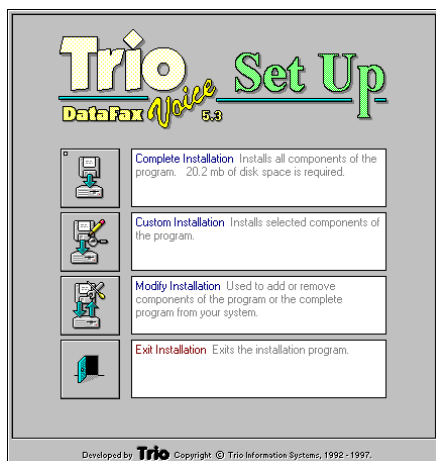 Trio Set Up
DataFax Voice 5.3
Complete Installation Installs all components of the
program. 20.2 mb of disk space is required.
Custom Installation Installs selected components of
the program.
Modify Installation Used to add or remove
components of the program or the complete
program from your system.
Exit Installation Exits the installation program.
Developed by Trio Copyright © Trio Information Systems, 1992 - 1997.